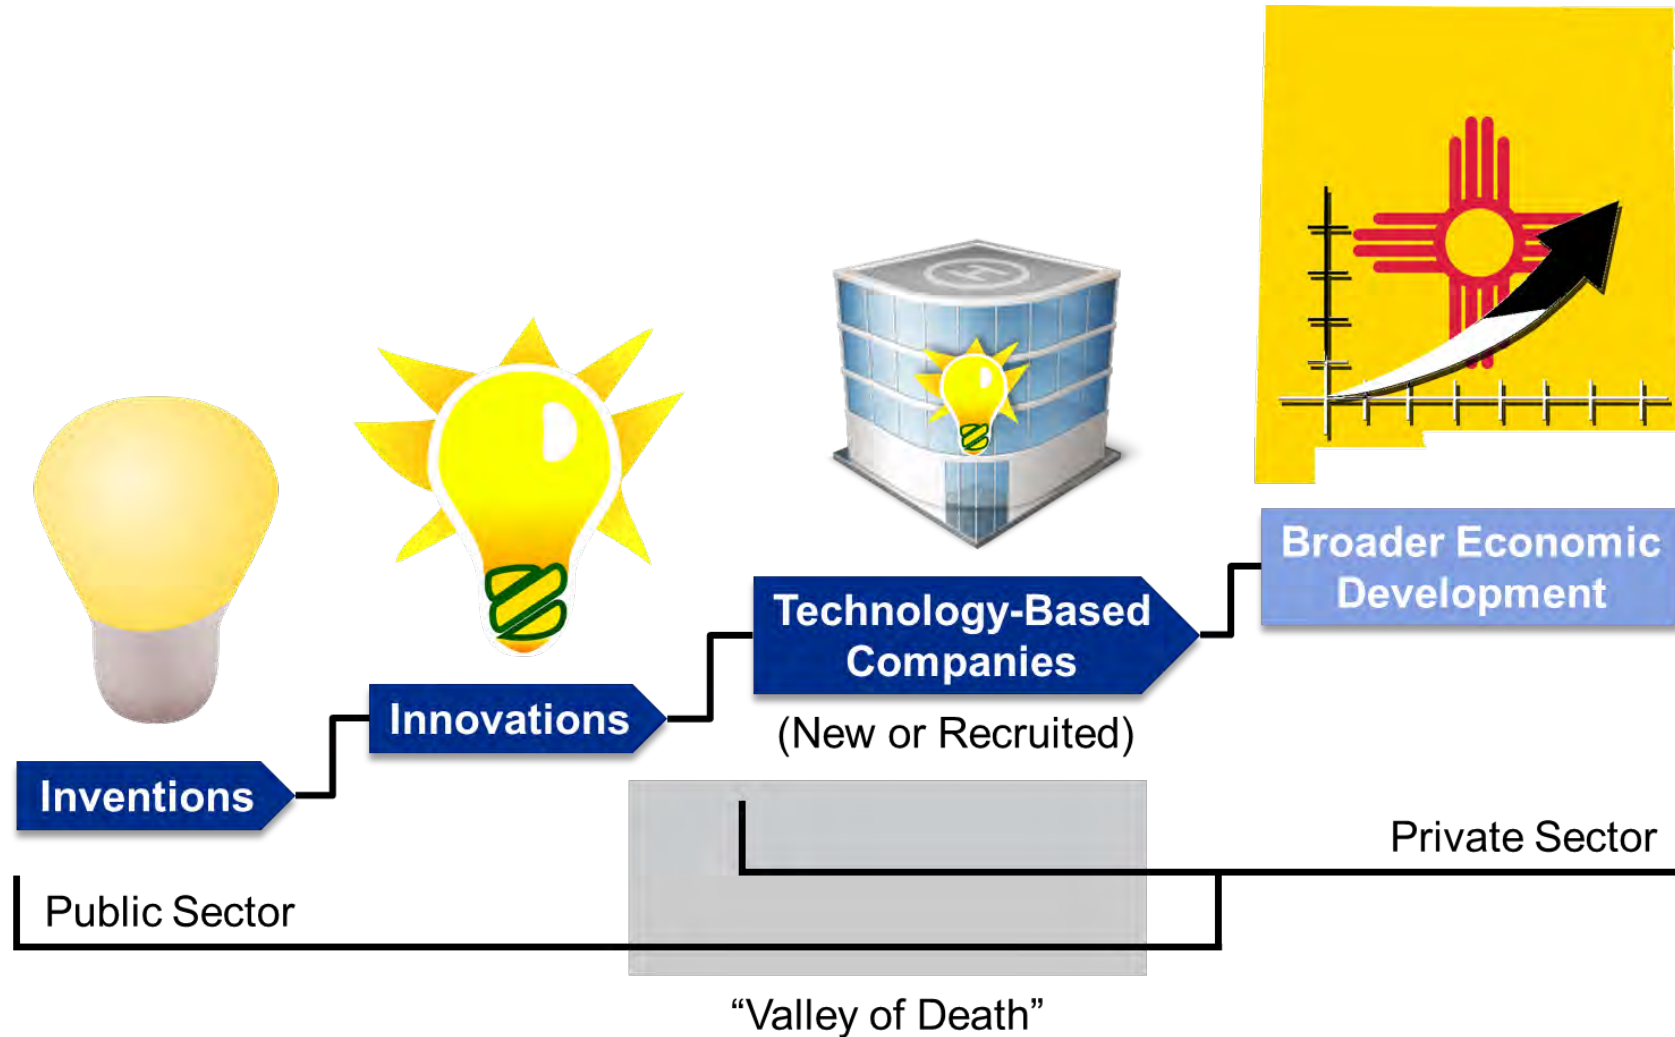 Broader Economic
Development
Technology-Based
Companies
(New or Recruited)
Innovations
Inventions
Private Sector
Public Sector
“Valley of Death”
H